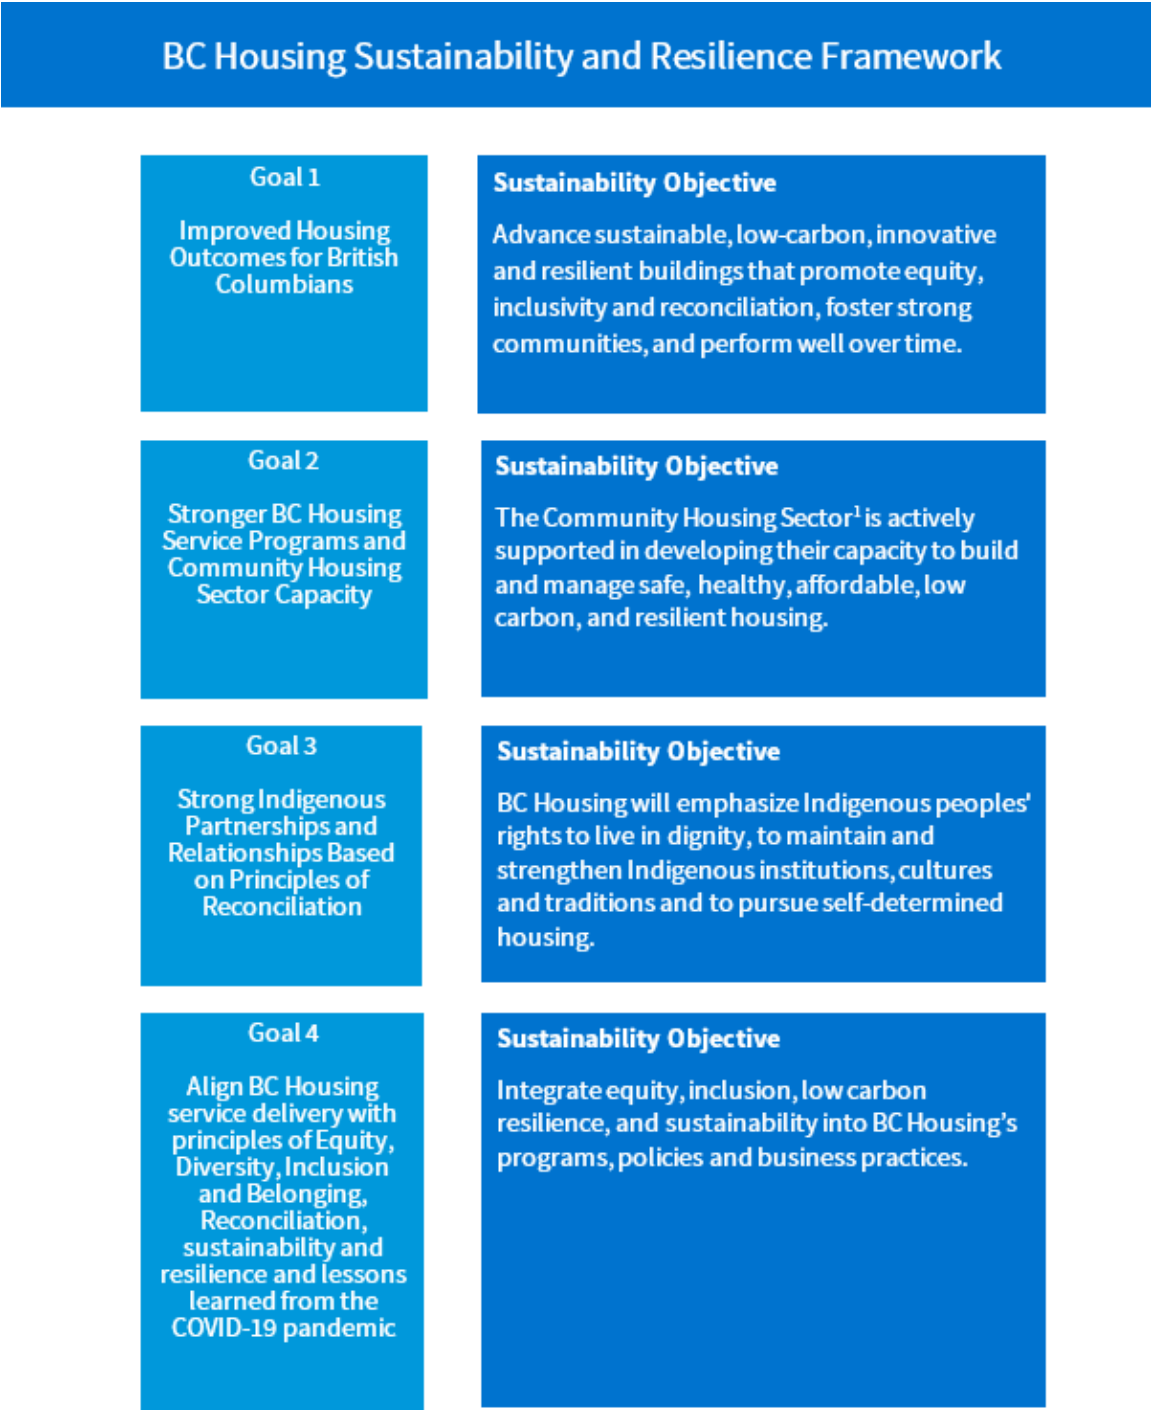 BC Housing Sustainability and Resilience Framework
Goal 1
Improved Housing
Outcomes for British
Columbians
Sustainability Objective
Advance sustainable, low-carbon, innovative
and resilient buildings that promote equity,
inclusivity and reconciliation, foster strong
communities, and perform well over time.
Goal 2
Stronger BC Housing
Service Programs and
Community Housing
Sector Capacity
Sustainability Objective
The Community Housing Sector¹ is actively
supported in developing their capacity to build
and manage safe, healthy, affordable, low
carbon, and resilient housing.
Goal 3
Strong Indigenous
Partnerships and
Relationships Based
on Principles of
Reconciliation
Sustainability Objective
BC Housing will emphasize Indigenous peoples'
rights to live in dignity, to maintain and
strengthen Indigenous institutions, cultures
and traditions and to pursue self-determined
housing.
Goal 4
Align BC Housing
service delivery with
principles of Equity,
Diversity, Inclusion
and Belonging,
Reconciliation,
sustainability and
resilience and lessons
learned from the
COVID-19 pandemic
Sustainability Objective
Integrate equity, inclusion, low carbon
resilience, and sustainability into BC Housing’s
programs, policies and business practices.